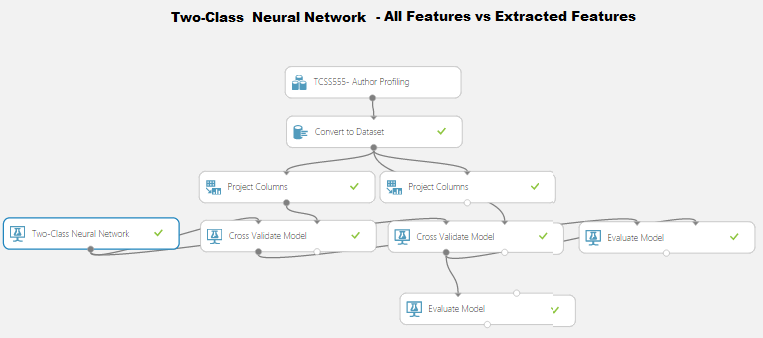 Two-Class Neural Network - All Features vs Extracted Features
TCSS555- Author Profiling
Convert to Dataset
Project Columns
Project Columns
Two-Class Neural Network
Cross Validate Model
Cross Validate Model
Evaluate Model
Evaluate Model